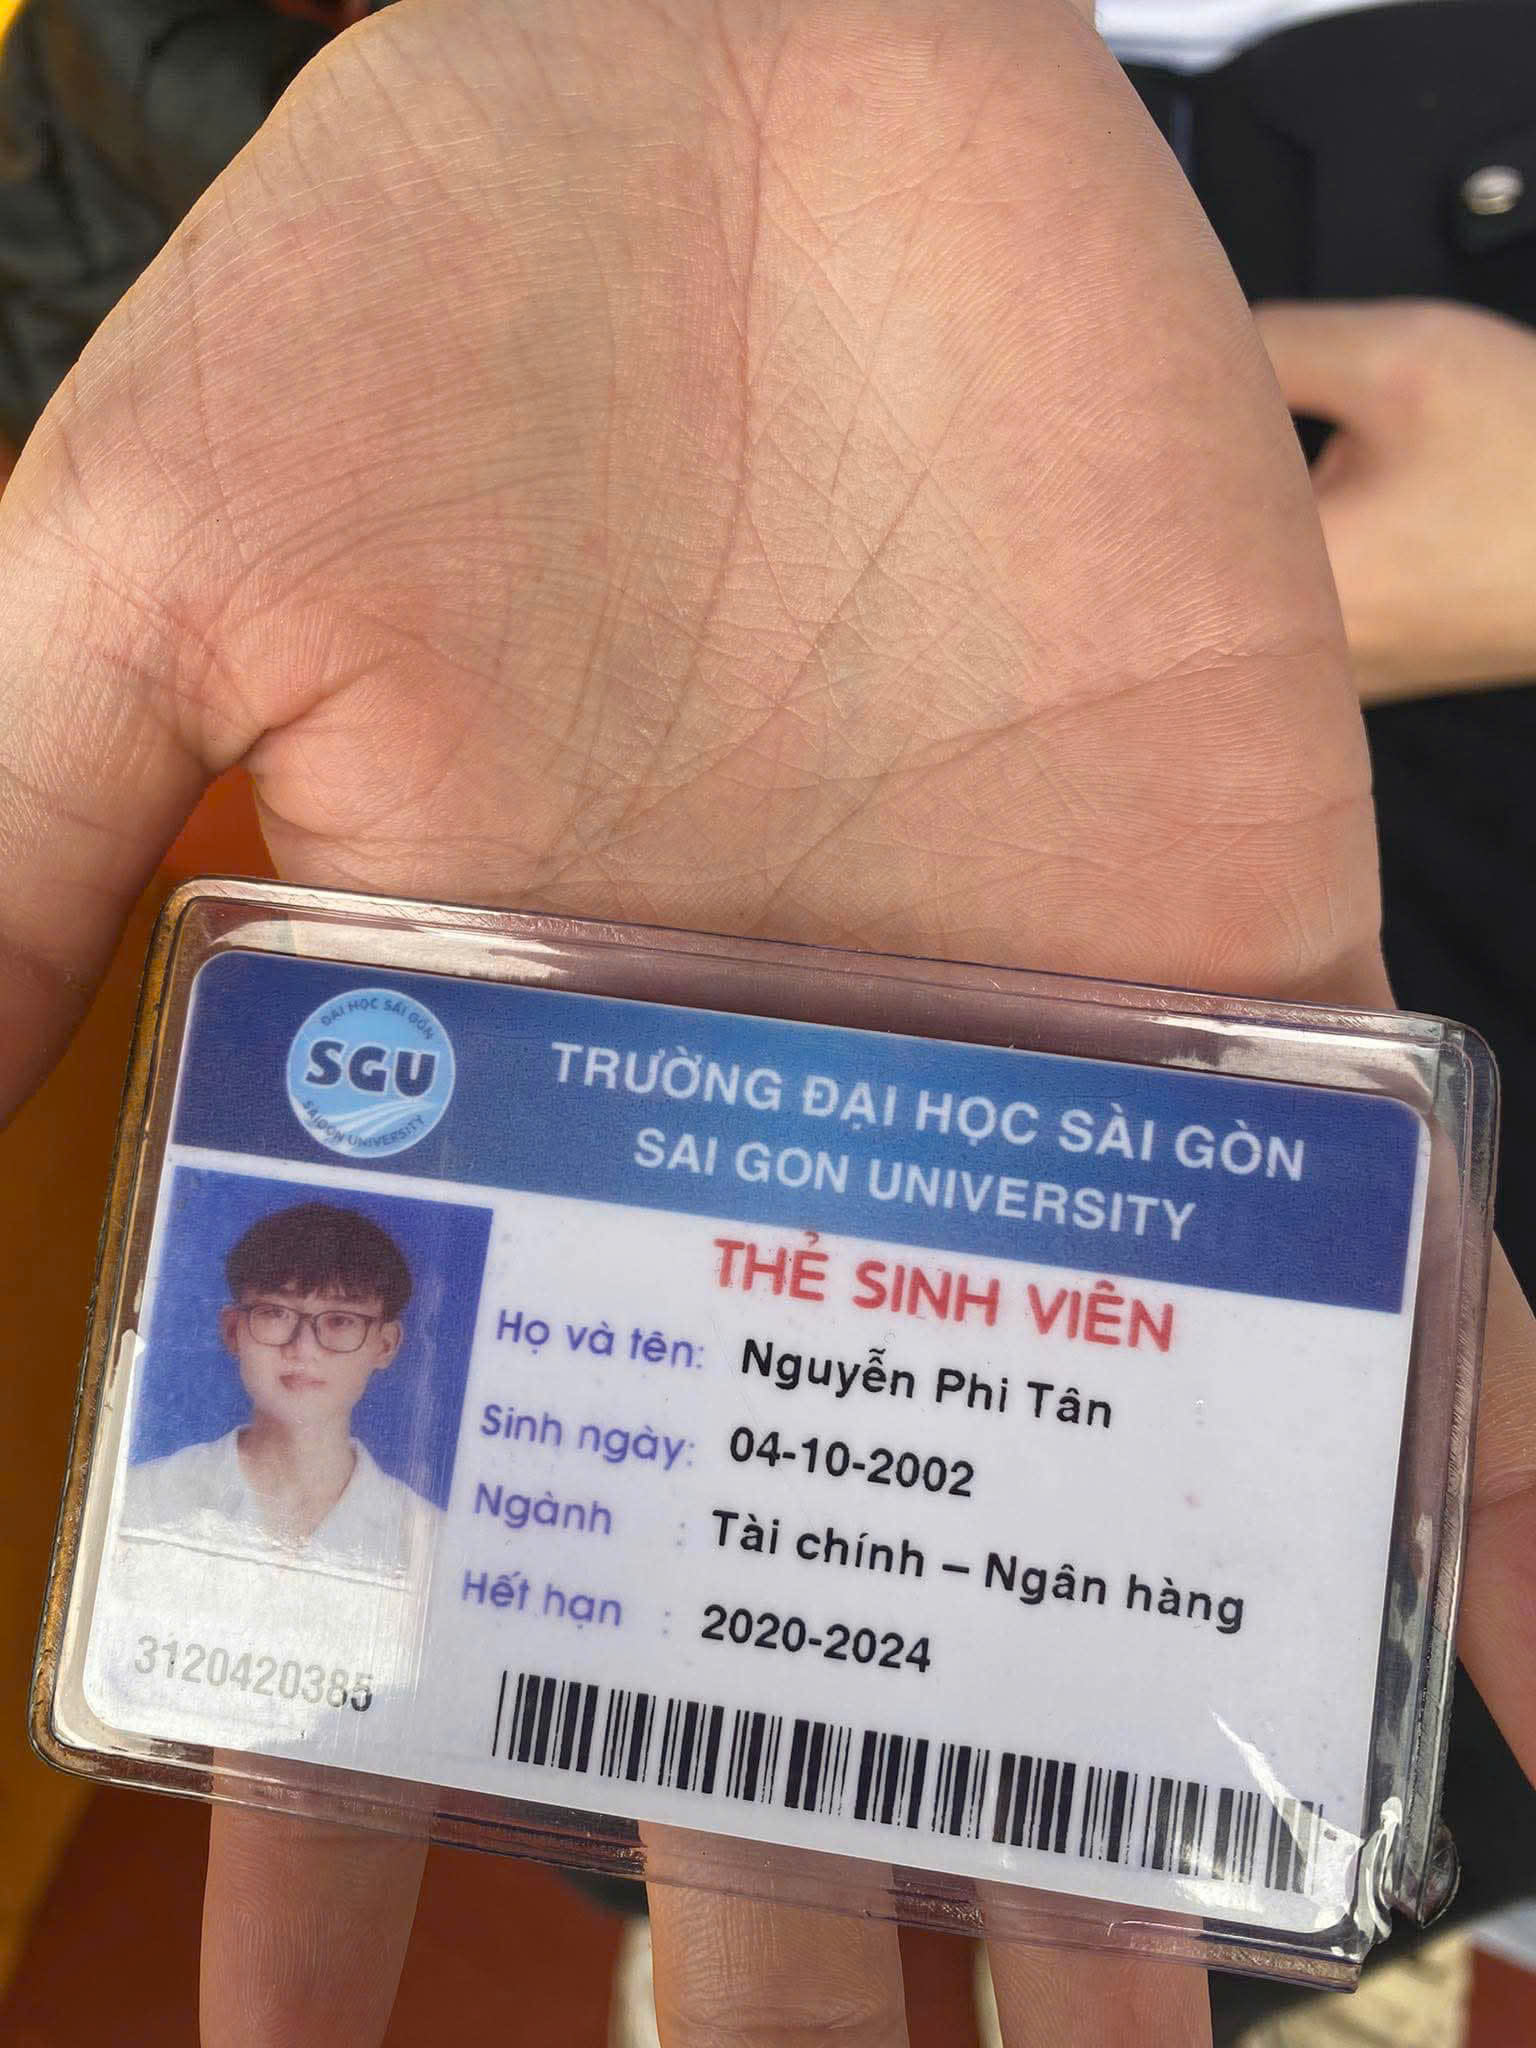 ĐẠI HỌC SÀI GÒN
SGU
SAIGON UNIVERSITY
TRƯỜNG ĐẠI HỌC SÀI GÒN
SAI GON UNIVERSITY
THẺ SINH VIÊN
Họ và tên: Nguyễn Phi Tân
Sinh ngày: 04-10-2002
Ngành : Tài chính – Ngân hàng
Hết hạn : 2020-2024
3120420385